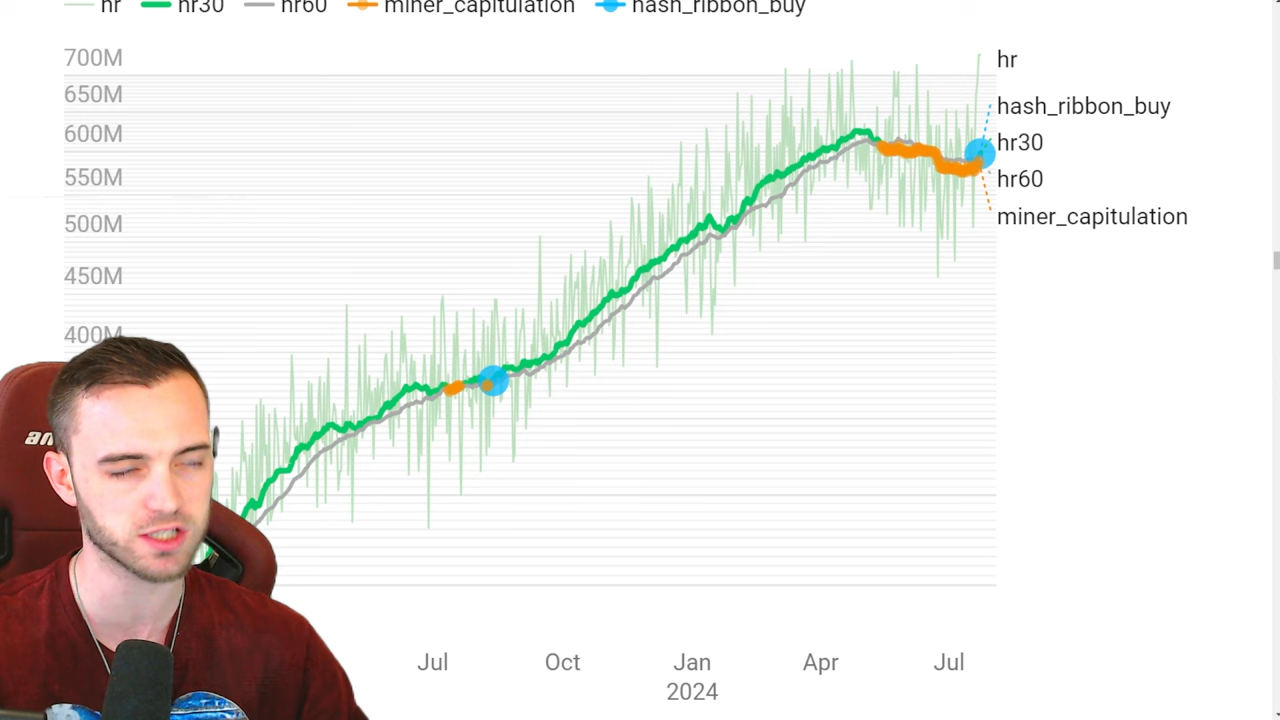 hr hr30 hr60 miner_capitulation hash_ribbon_buy
700M
650M
600M
550M
500M
450M
400M
hr
hash_ribbon_buy
hr30
hr60
miner_capitulation
an
Jul Oct Jan Apr Jul
2024